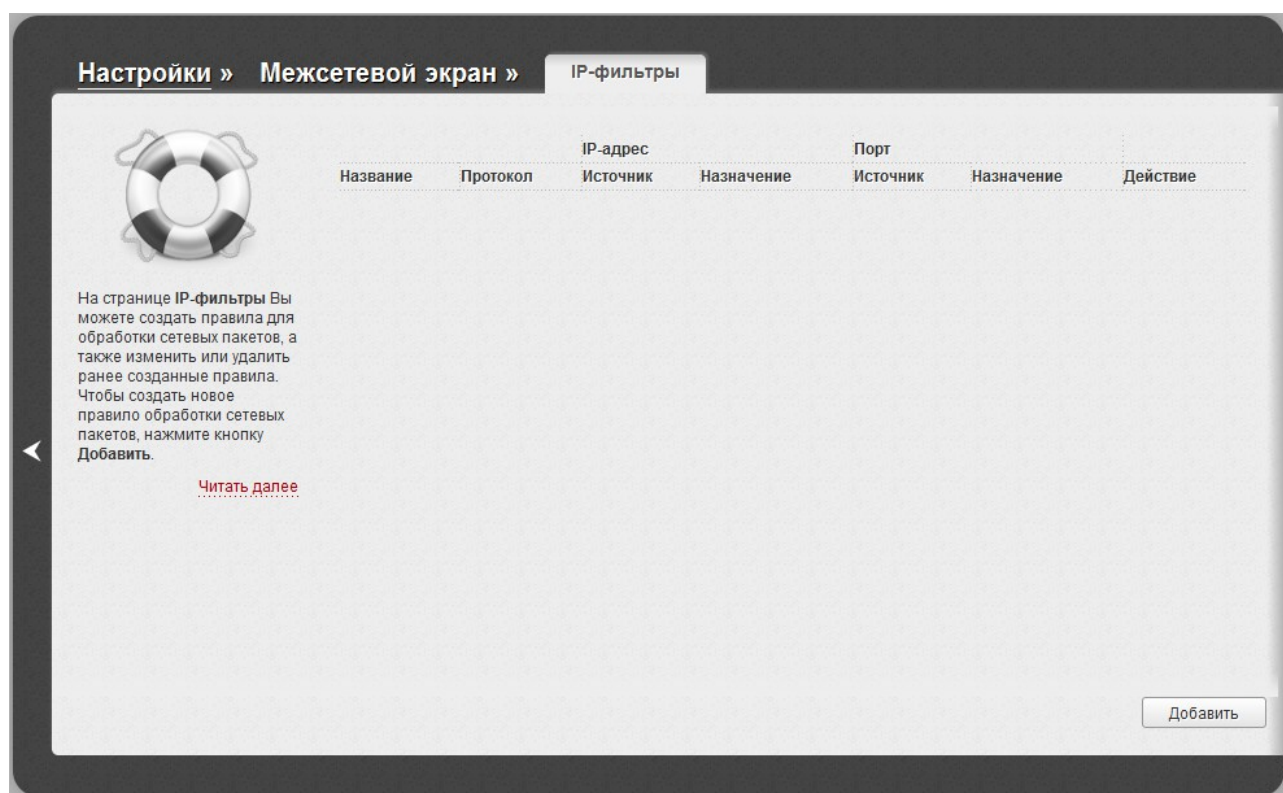 Настройки » Межсетевой экран » IP-фильтры
IP-адрес Порт
Название Протокол Источник Назначение Источник Назначение Действие
На странице IP-фильтры Вы
можете создать правила для
обработки сетевых пакетов, а
также изменить или удалить
ранее созданные правила.
Чтобы создать новое
правило обработки сетевых
пакетов, нажмите кнопку
Добавить.
Читать далее
Добавить